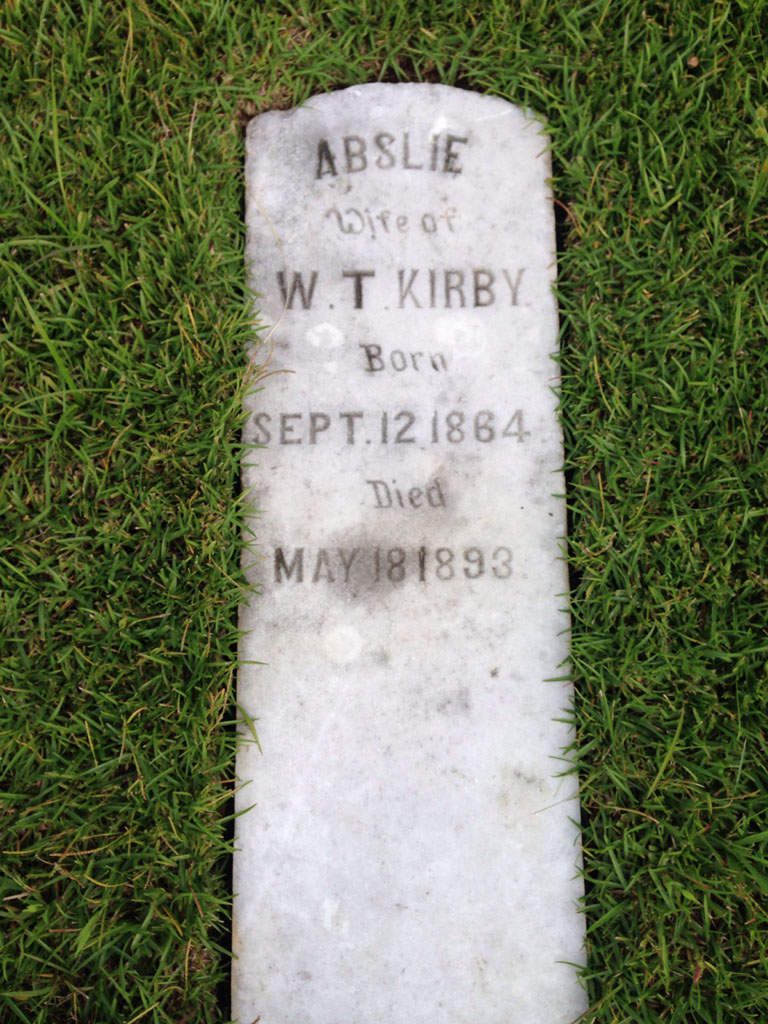 ABSLIE
Wife of
W.T. KIRBY.
Born
SEPT. 12 1864
Died
MAY 18 1893.